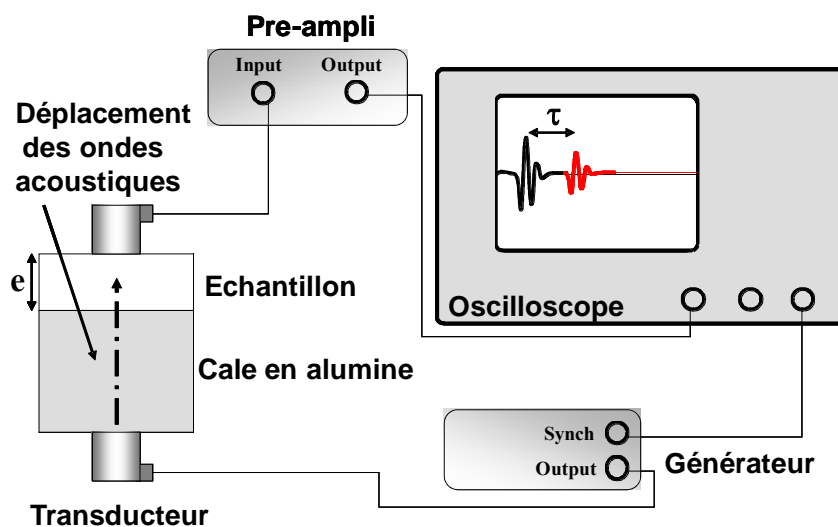 Pre-ampli
Input Output
Déplacement
des ondes
acoustiques
τ
e
Echantillon
Oscilloscope
Cale en alumine
Synch
Output
Générateur
Transducteur